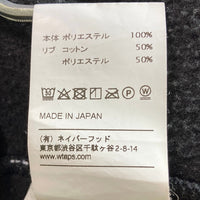 本体 ポリエステル 100%
リブ コットン 50%
ポリエステル 50%
MADE IN JAPAN
㈲ネイバーフッド
東京都渋谷区千駄ヶ谷2-8-14
www.wtaps.com